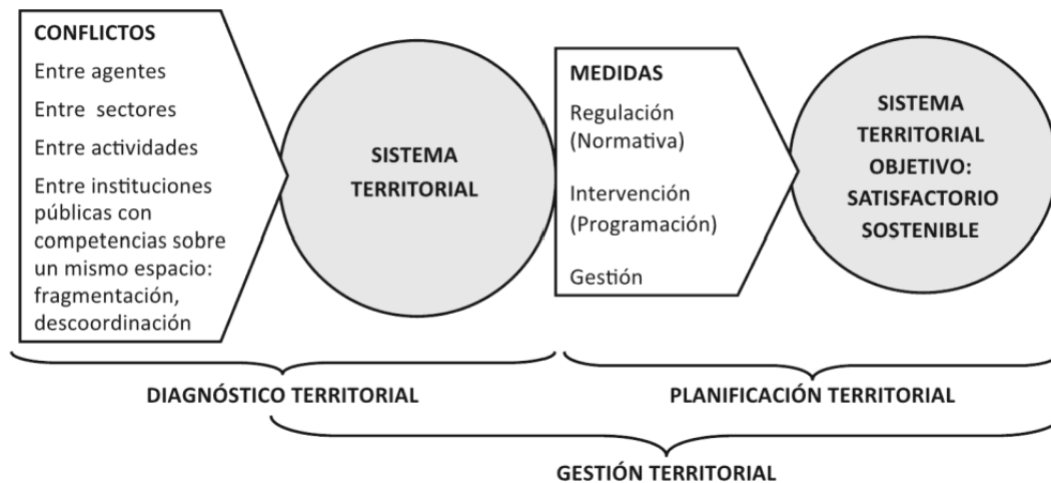 CONFLICTOS
Entre agentes
Entre sectores
Entre actividades
Entre instituciones
públicas con
competencias sobre
un mismo espacio:
fragmentación,
descoordinación
SISTEMA
TERRITORIAL
MEDIDAS
Regulación
(Normativa)
Intervención
(Programación)
Gestión
SISTEMA
TERRITORIAL
OBJETIVO:
SATISFACTORIO
SOSTENIBLE
DIAGNÓSTICO TERRITORIAL
PLANIFICACIÓN TERRITORIAL
GESTIÓN TERRITORIAL